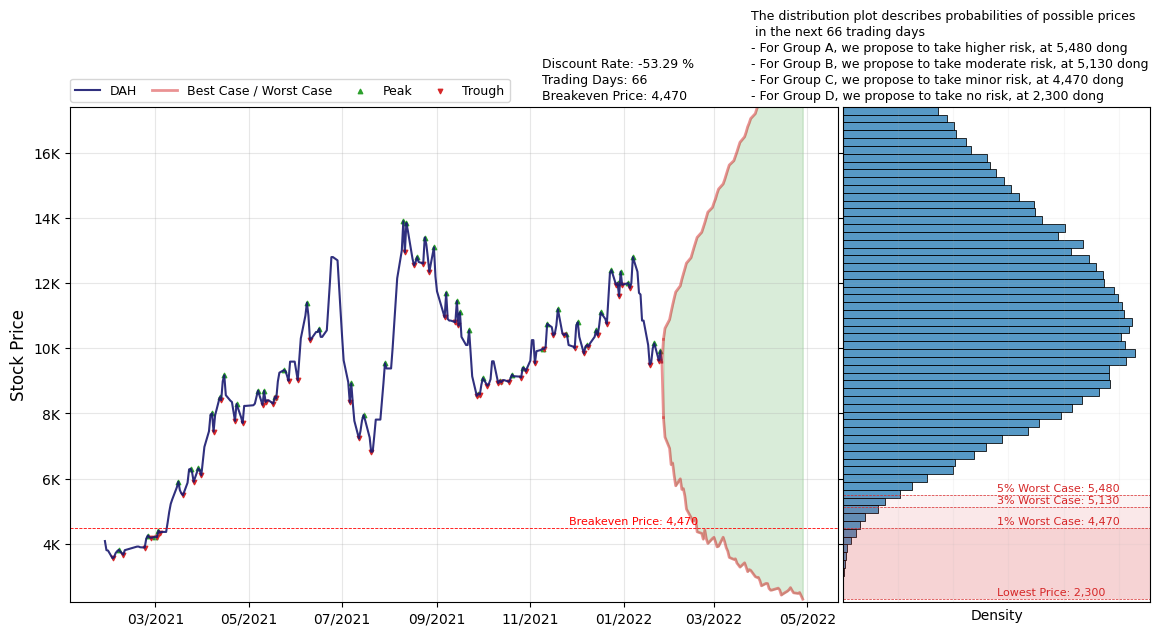 The distribution plot describes probabilities of possible prices
in the next 66 trading days
- For Group A, we propose to take higher risk, at 5,480 dong
- For Group B, we propose to take moderate risk, at 5,130 dong
- For Group C, we propose to take minor risk, at 4,470 dong
- For Group D, we propose to take no risk, at 2,300 dong
Discount Rate: -53.29 %
Trading Days: 66
Breakeven Price: 4,470
DAH
Best Case / Worst Case
Peak
Trough
Stock Price
16K
14K
12K
10K
8K
6K
4K
Breakeven Price: 4,470
5% Worst Case: 5,480
3% Worst Case: 5,130
1% Worst Case: 4,470
Lowest Price: 2,300
03/2021
05/2021
07/2021
09/2021
11/2021
01/2022
03/2022
05/2022
Density